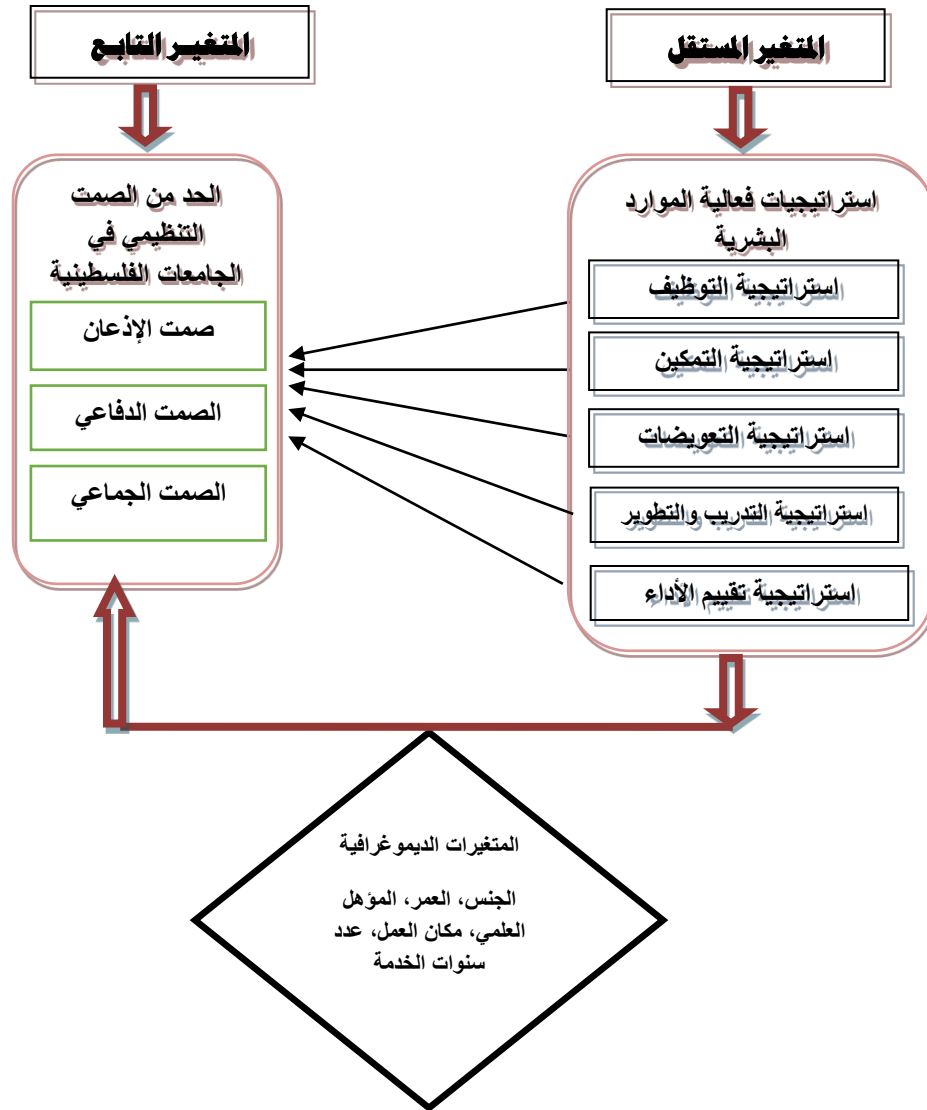 المتغير المستقل
المتغيـر التابـع
استراتيجيات فعالية الموارد
البشرية
استراتيجية التوظيف
استراتيجية التمكين
استراتيجية التعويضات
استراتيجية التدريب والتطوير
استراتيجية تقييم الأداء
الحد من الصمت
التنظيمي في
الجامعات الفلسطينية
صمت الإذعان
الصمت الدفاعي
الصمت الجماعي
المتغيرات الديموغرافية
الجنس، العمر، المؤهل
العلمي، مكان العمل، عدد
سنوات الخدمة